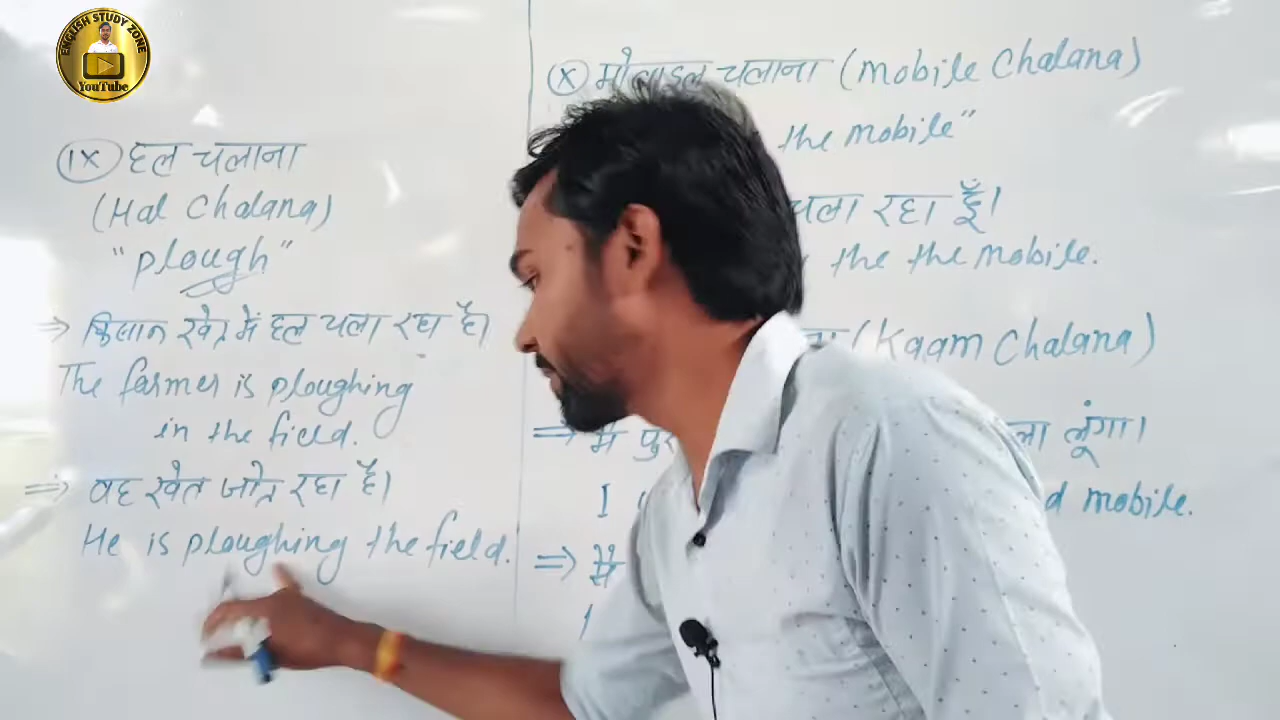 ENGLISH STUDY ZONE
YouTube
IX हल चलाना
(Hal Chalana)
"plough"
⇒ किसान खेत में हल चला रहा है।
The farmer is ploughing
in the field.
⇒ वह खेत जोत रहा है।
He is ploughing the field.
X मोबाइल चलाना (Mobile Chalana)
the mobile"
चला रहा हूँ।
the the mobile.
(Kaam Chalana)
⇒ मैं लूंगा।
I mobile.
⇒ मैं